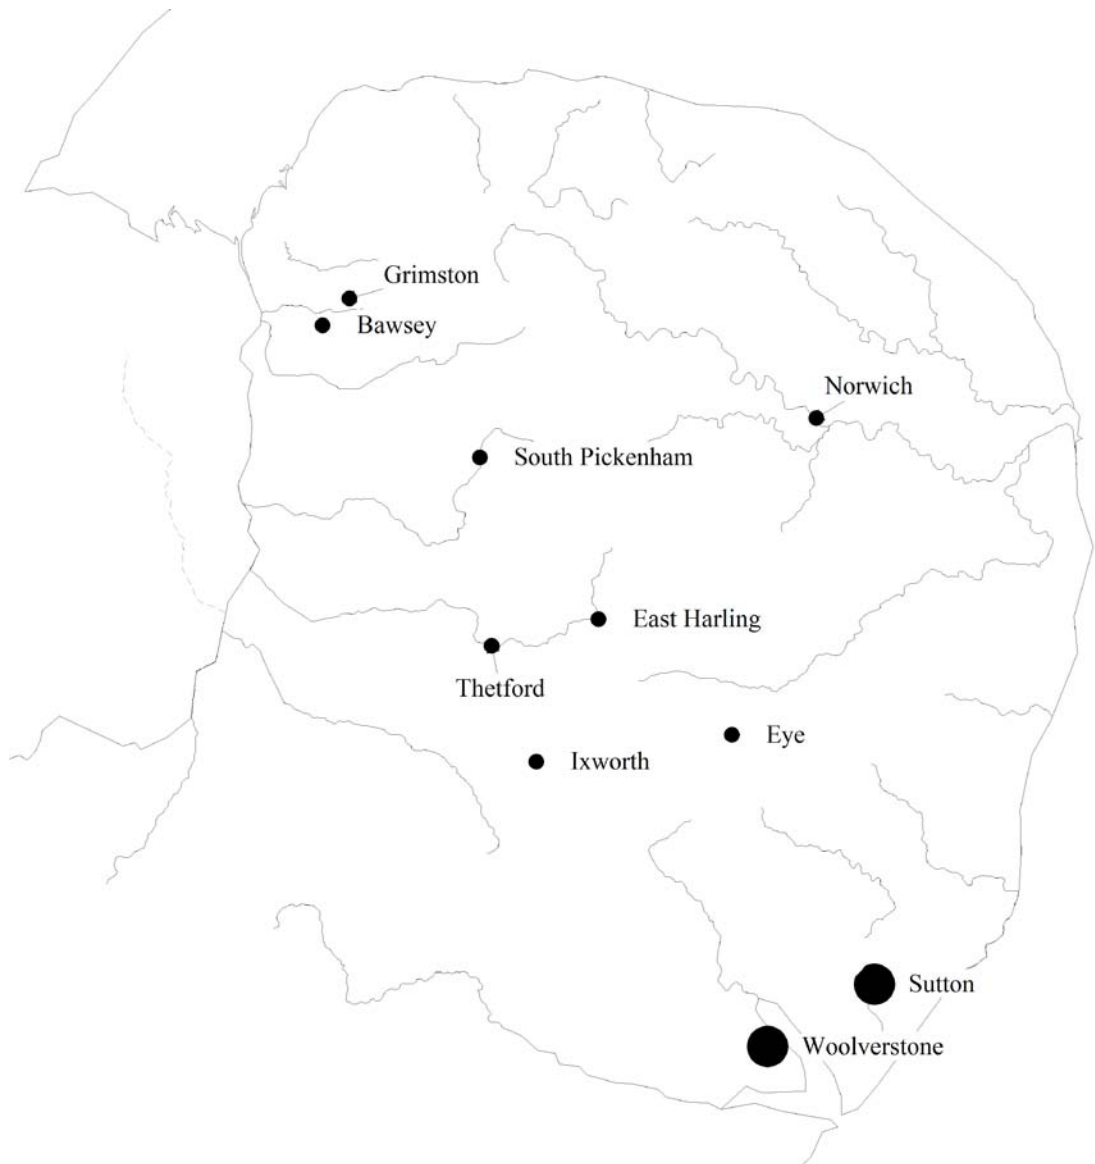 Grimston
Bawsey
Norwich
South Pickenham
East Harling
Thetford
Eye
Ixworth
Sutton
Woolverstone